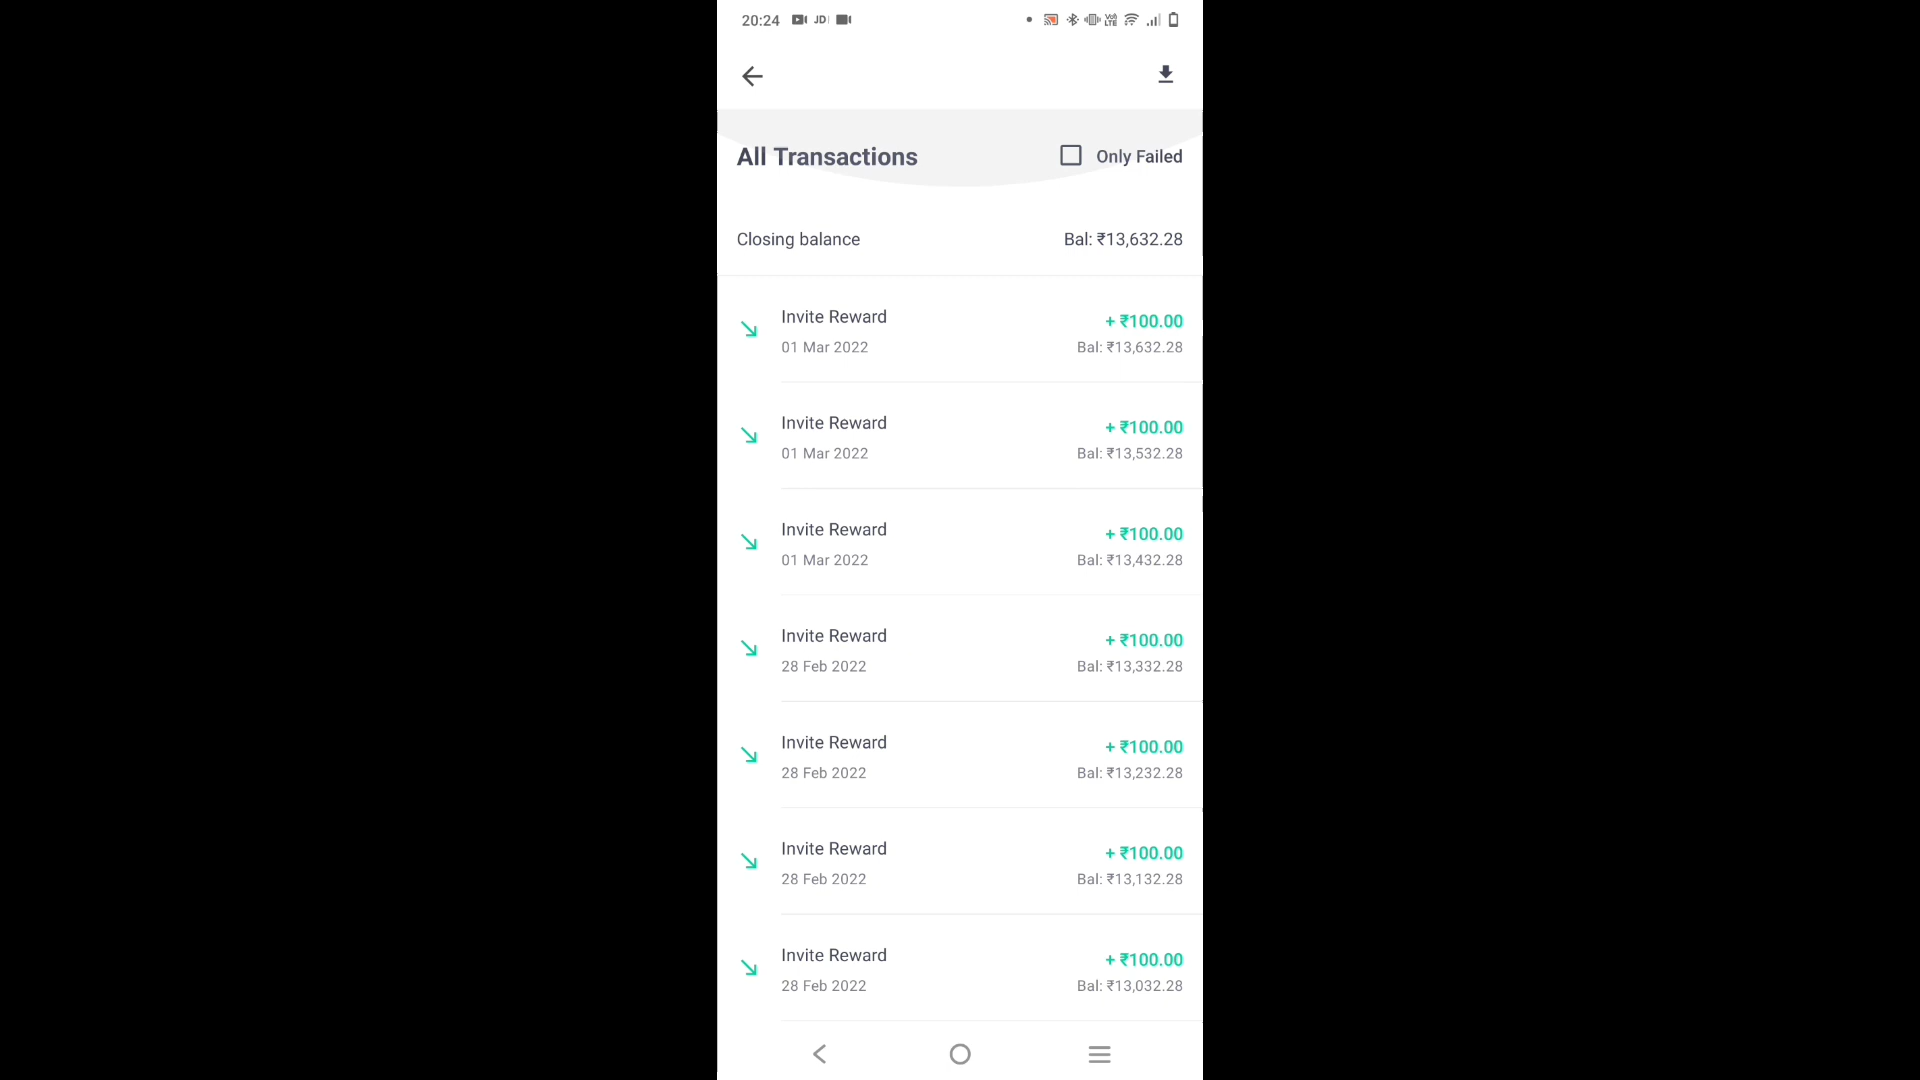 20:24 JD
All Transactions Only Failed
Closing balance Bal: ₹13,632.28
Invite Reward + ₹100.00
01 Mar 2022 Bal: ₹13,632.28
Invite Reward + ₹100.00
01 Mar 2022 Bal: ₹13,532.28
Invite Reward + ₹100.00
01 Mar 2022 Bal: ₹13,432.28
Invite Reward + ₹100.00
28 Feb 2022 Bal: ₹13,332.28
Invite Reward + ₹100.00
28 Feb 2022 Bal: ₹13,232.28
Invite Reward + ₹100.00
28 Feb 2022 Bal: ₹13,132.28
Invite Reward + ₹100.00
28 Feb 2022 Bal: ₹13,032.28